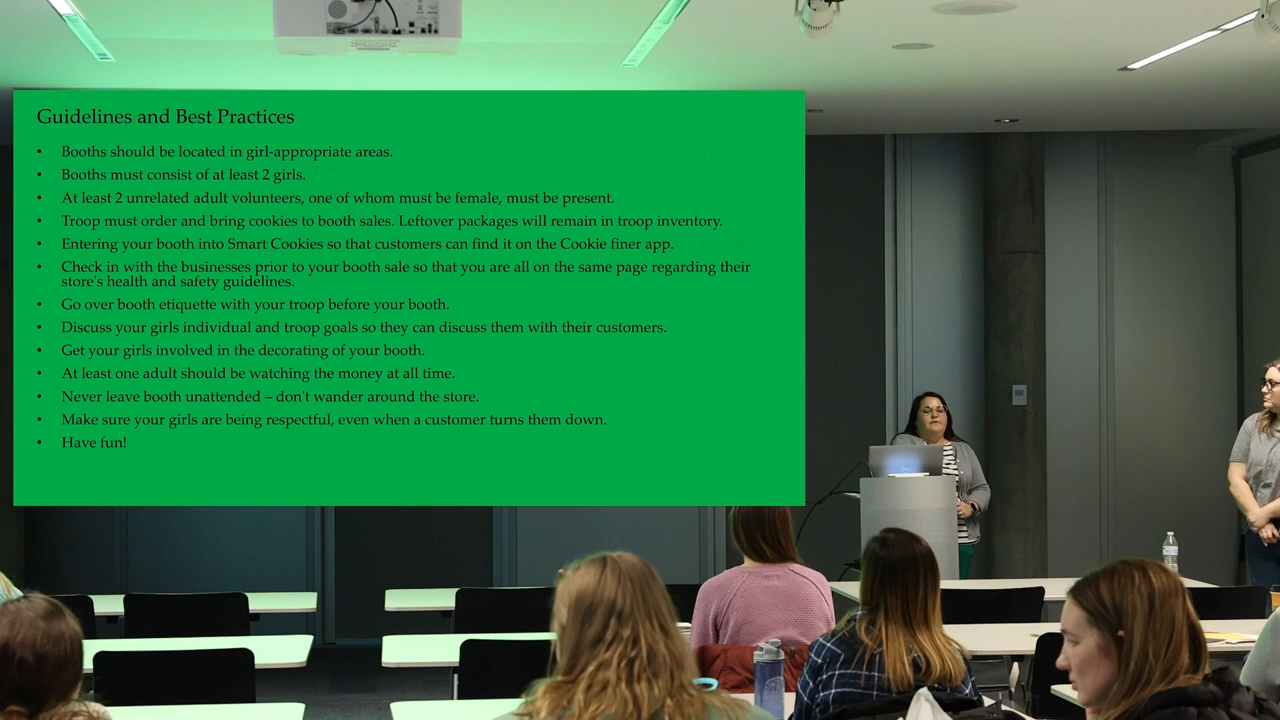 Guidelines and Best Practices
• Booths should be located in girl-appropriate areas.
• Booths must consist of at least 2 girls.
• At least 2 unrelated adult volunteers, one of whom must be female, must be present.
• Troop must order and bring cookies to booth sales. Leftover packages will remain in troop inventory.
• Entering your booth into Smart Cookies so that customers can find it on the Cookie finer app.
• Check in with the businesses prior to your booth sale so that you are all on the same page regarding their
store's health and safety guidelines.
• Go over booth etiquette with your troop before your booth.
• Discuss your girls individual and troop goals so they can discuss them with their customers.
• Get your girls involved in the decorating of your booth.
• At least one adult should be watching the money at all time.
• Never leave booth unattended – don't wander around the store.
• Make sure your girls are being respectful, even when a customer turns them down.
• Have fun!